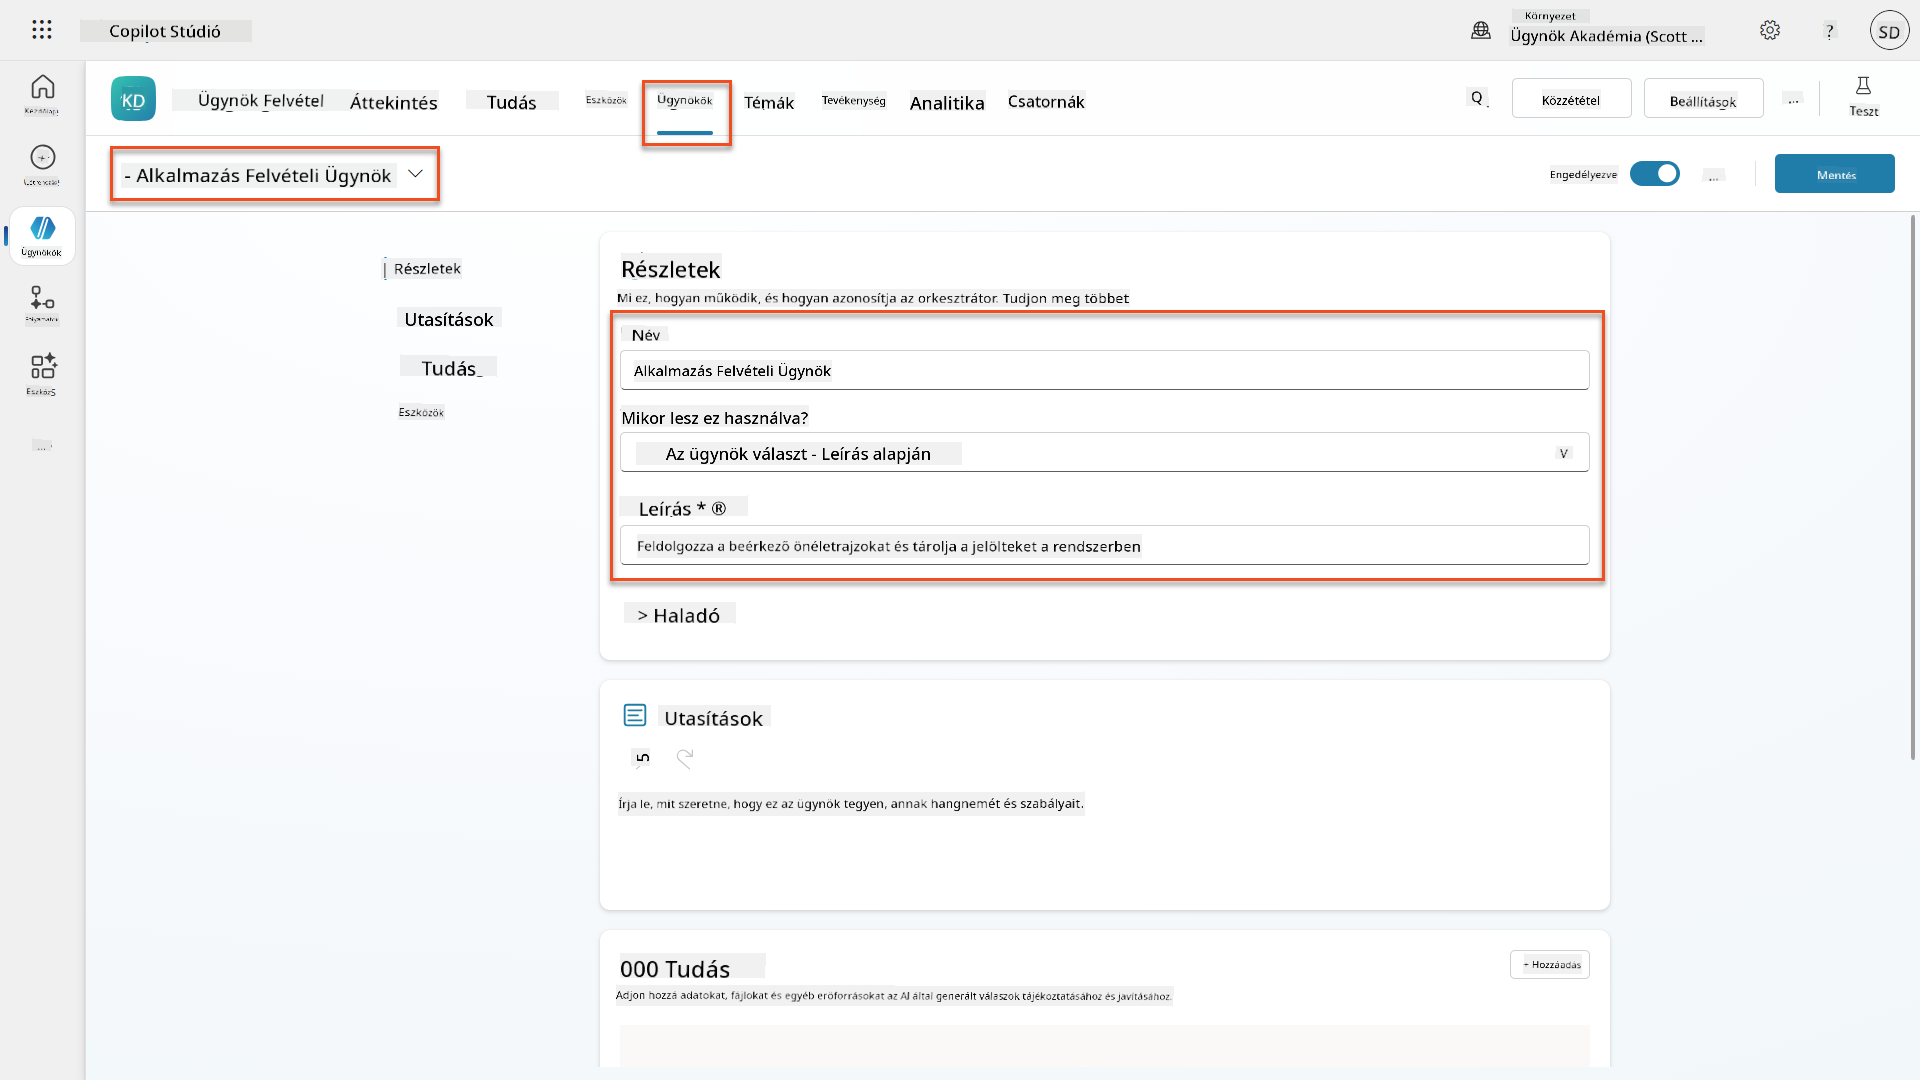 Copilot Stúdió
Környezet
Ügynök Akadémia (Scott ...
?
SD
KD
Ügynök Felvétel
Áttekintés
Tudás
Eszközök
Ügynökök
Témák
Tevékenység
Analitika
Csatornák
Q
Közzététel
Beállítások
...
Teszt
- Alkalmazás Felvételi Ügynök
Engedélyezve
...
Mentés
Ügynökök
...
| Részletek
Utasítások
Tudás_
Eszközök
Részletek
Mi ez, hogyan működik, és hogyan azonosítja az orkesztrátor. Tudjon meg többet
Név
Alkalmazás Felvételi Ügynök
Mikor lesz ez használva?
Az ügynök választ - Leírás alapján
V
Leírás * ®
Feldolgozza a beérkező önéletrajzokat és tárolja a jelölteket a rendszerben
> Haladó
Utasítások
5
Írja le, mit szeretne, hogy ez az ügynök tegyen, annak hangnemét és szabályait.
000 Tudás
+ Hozzáadás
Adjon hozzá adatokat, fájlokat és egyéb erőforrásokat az AI által generált válaszok tájékoztatásához és javításához.